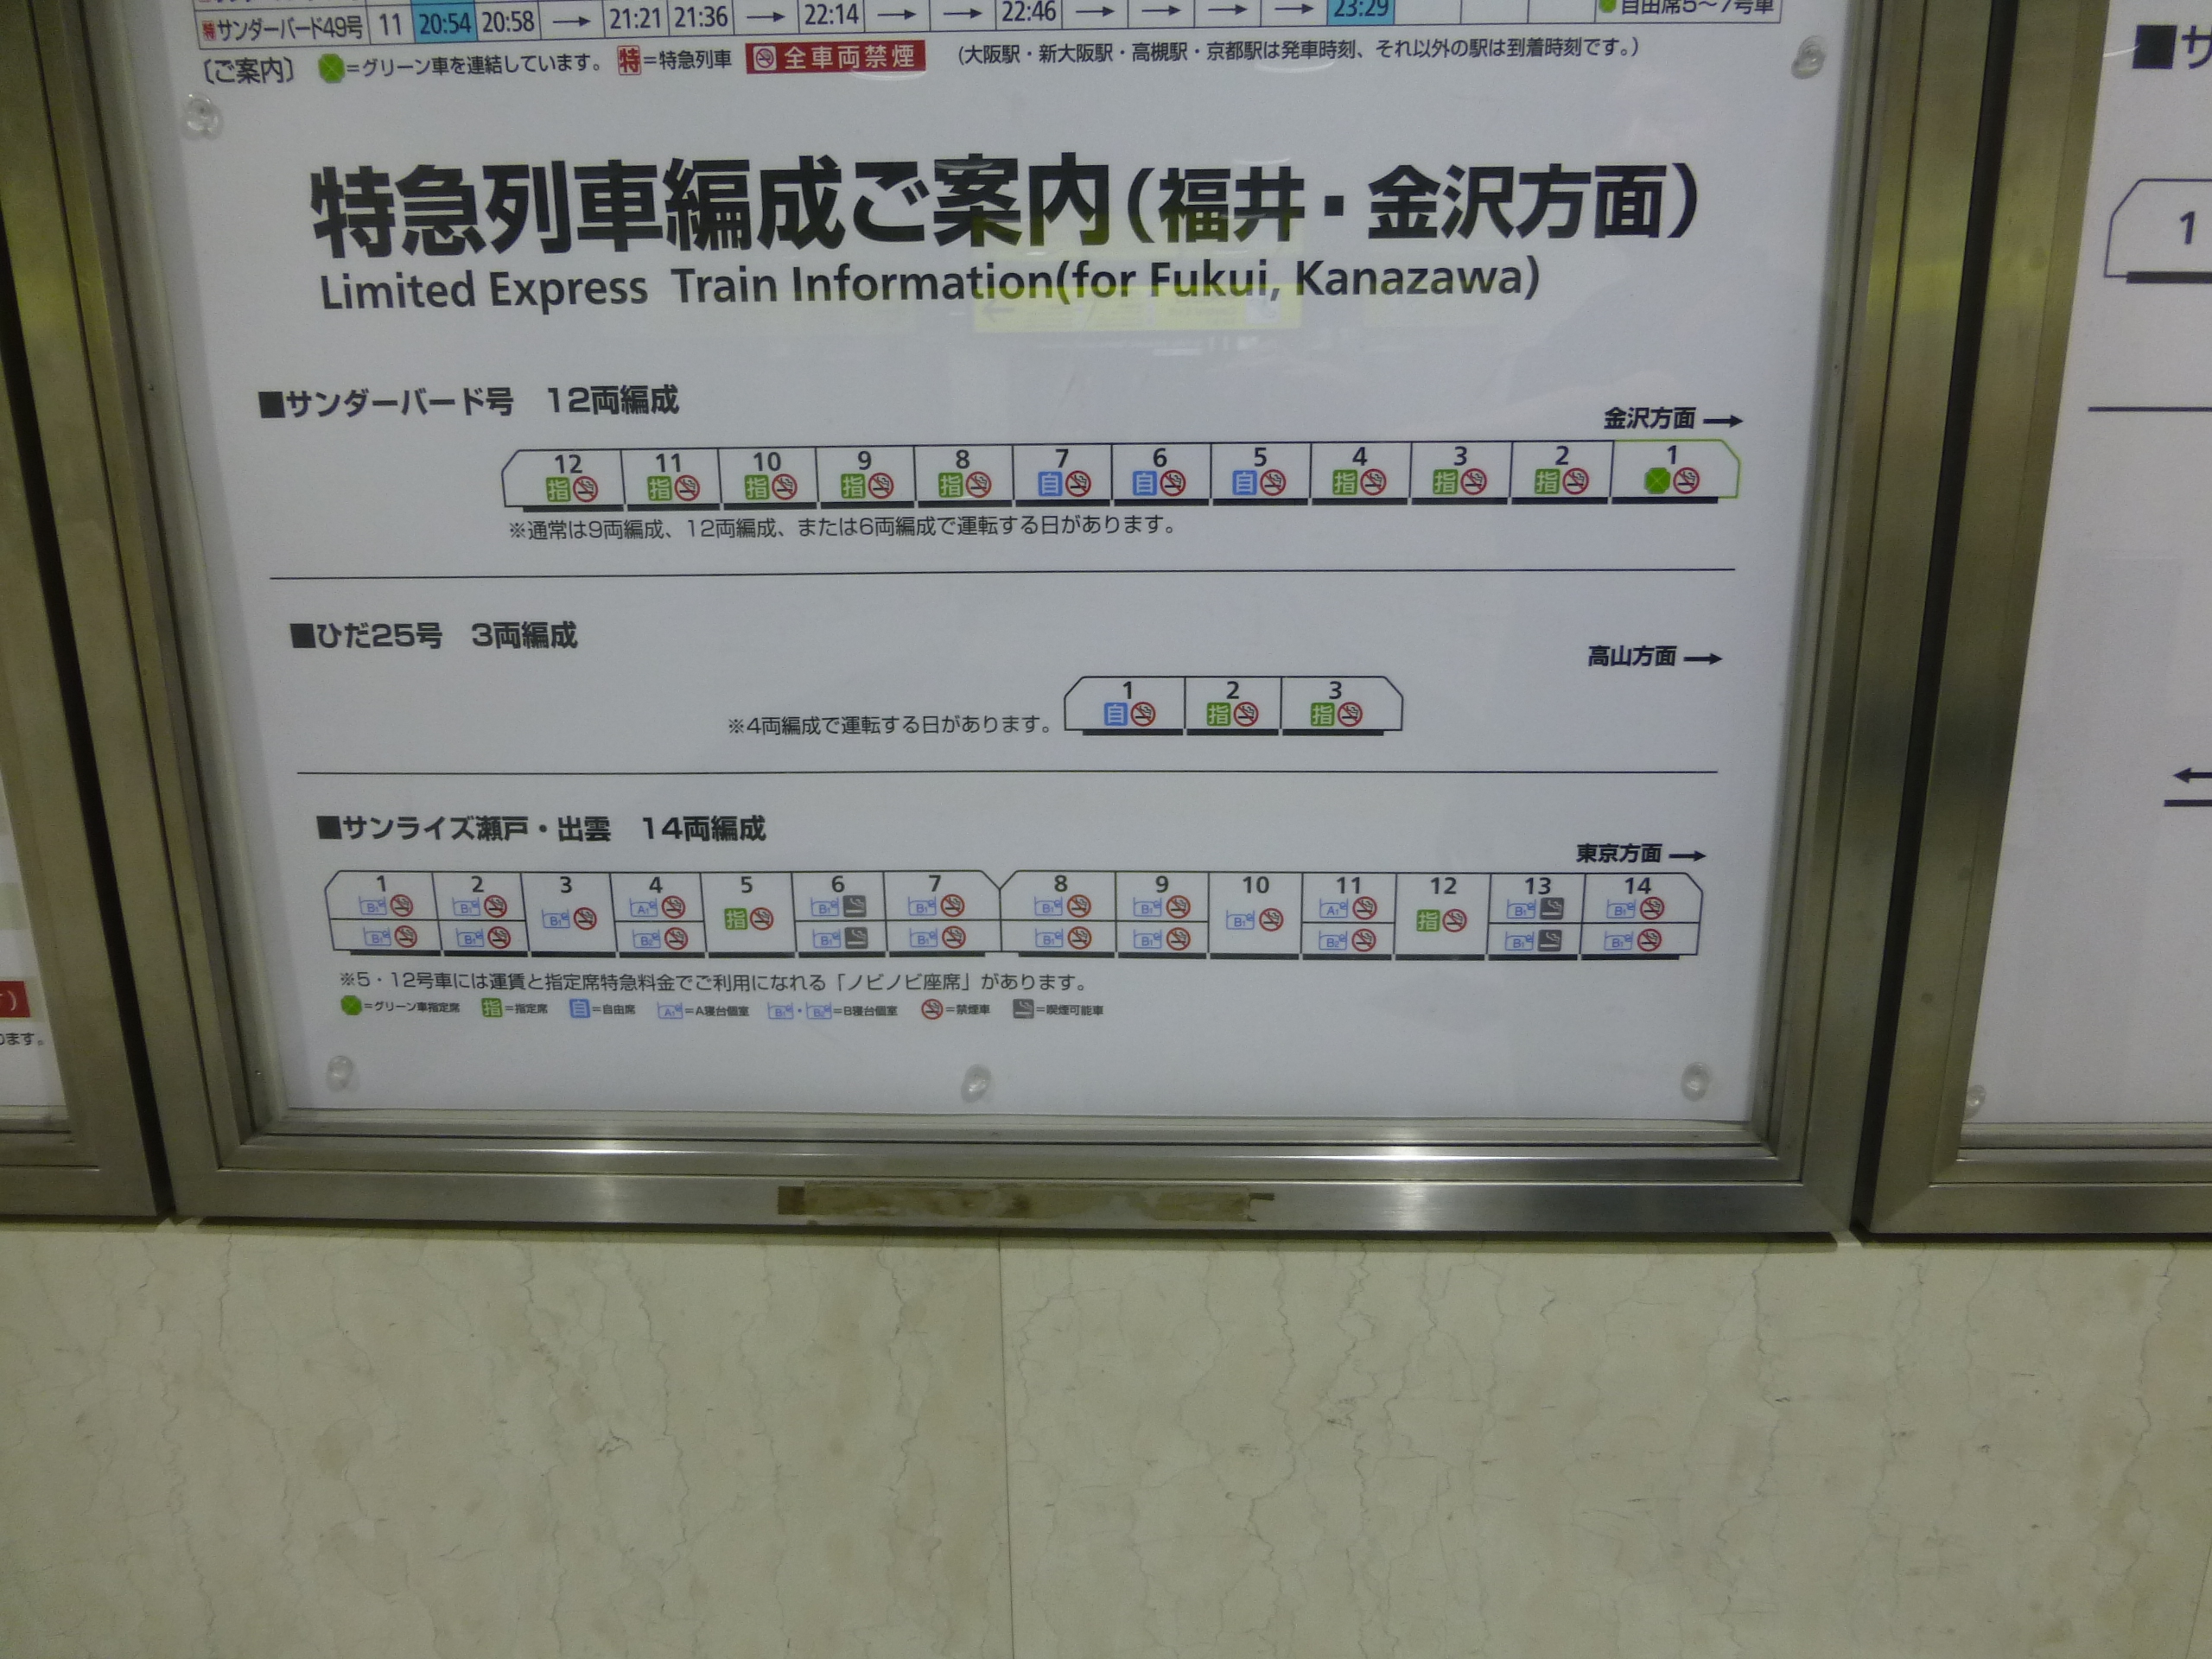 特 サンダーバード49号 11 20:54 20:58 → 21:21 21:36 → 22:14 → → 22:46 → → → → 23:29 自由席5〜7号車
〔ご案内〕 =グリーン車を連結しています。 特=特急列車 全車両禁煙 (大阪駅・新大阪駅・高槻駅・京都駅は発車時刻、それ以外の駅は到着時刻です。)
特急列車編成ご案内(福井・金沢方面)
Limited Express Train Information(for Fukui, Kanazawa)
■サンダーバード号 12両編成
金沢方面→
12 11 10 9 8 7 6 5 4 3 2 1
指 指 指 指 指 自 自 自 指 指 指
※通常は9両編成、12両編成、または6両編成で運転する日があります。
■ひだ25号 3両編成
高山方面→
1 2 3
自 指 指
※4両編成で運転する日があります。
■サンライズ瀬戸・出雲 14両編成
東京方面→
1 2 3 4 5 6 7 8 9 10 11 12 13 14
指 指
※5・12号車には運賃と指定席特急料金でご利用になれる「ノビノビ座席」があります。
=グリーン車指定席 指=指定席 自=自由席 A1=A寝台個室 B1・B2=B寝台個室 =禁煙車 =喫煙可能車
■サ
1
ります。